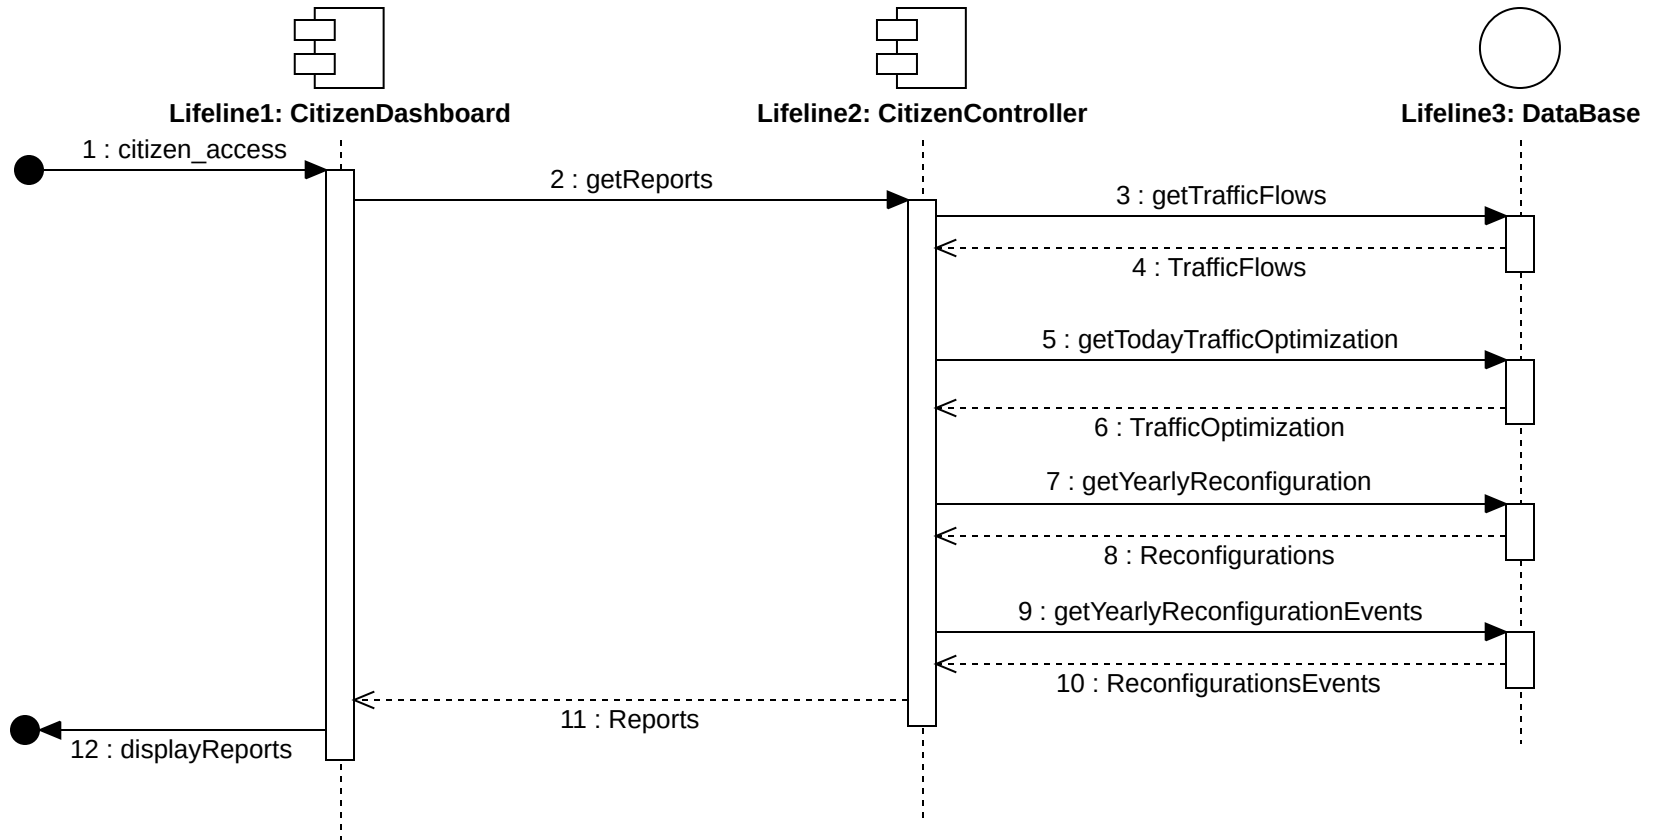 Lifeline1: CitizenDashboard
Lifeline2: CitizenController
Lifeline3: DataBase
1 : citizen_access
2 : getReports
3 : getTrafficFlows
4 : TrafficFlows
5 : getTodayTrafficOptimization
6 : TrafficOptimization
7 : getYearlyReconfiguration
8 : Reconfigurations
9 : getYearlyReconfigurationEvents
10 : ReconfigurationsEvents
11 : Reports
12 : displayReports